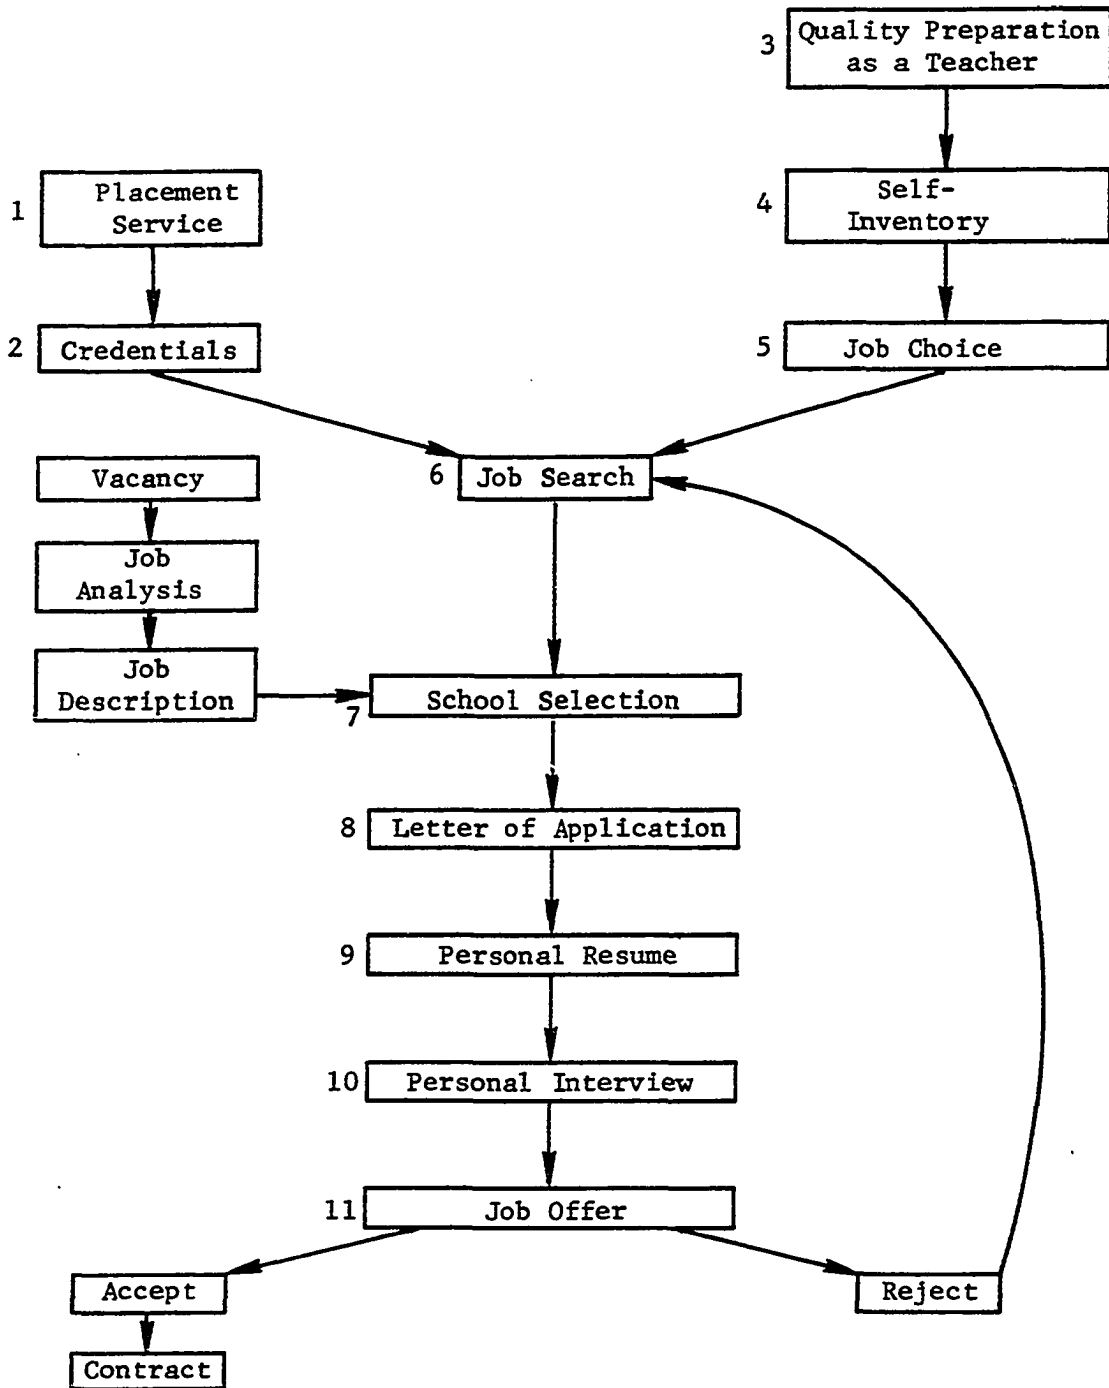 3
Quality Preparation
as a Teacher
1
Placement
Service
4
Self-
Inventory
2
Credentials
5
Job Choice
6
Job Search
Vacancy
Job
Analysis
Job
Description
7
School Selection
8
Letter of Application
9
Personal Resume
10
Personal Interview
11
Job Offer
Accept
Reject
Contract